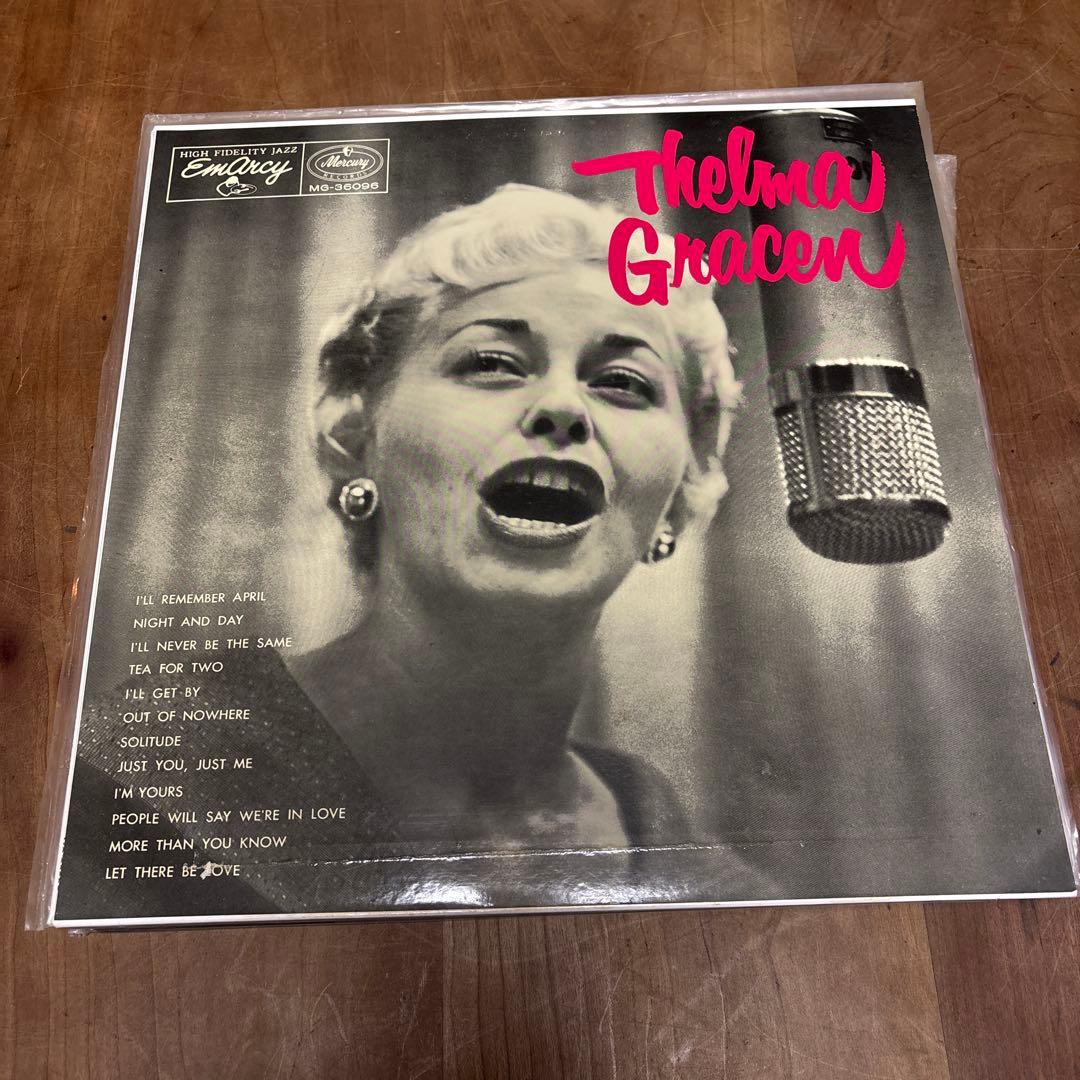 HIGH FIDELITY JAZZ
EmArcy
Mercury
RECORDS
MG-36096
Thelma
Gracen
I'LL REMEMBER APRIL
NIGHT AND DAY
I'LL NEVER BE THE SAME
TEA FOR TWO
I'LL GET BY
OUT OF NOWHERE
SOLITUDE
JUST YOU, JUST ME
I'M YOURS
PEOPLE WILL SAY WE'RE IN LOVE
MORE THAN YOU KNOW
LET THERE BE LOVE